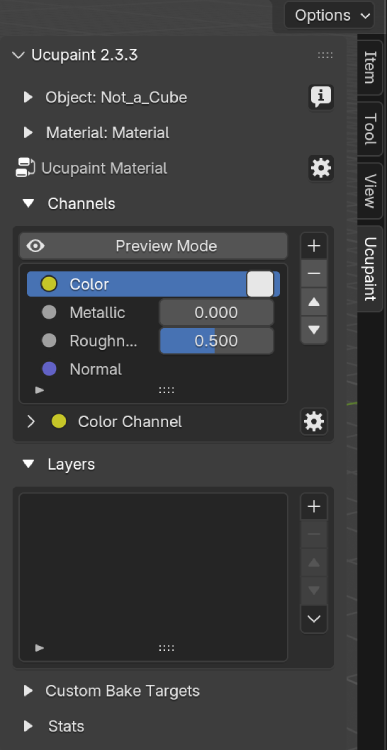 Options
Ucupaint 2.3.3
Item
Object: Not_a_Cube
Tool
Material: Material
Ucupaint Material
View
Channels
Preview Mode
Ucupaint
Color
Metallic 0.000
Roughn... 0.500
Normal
Color Channel
Layers
Custom Bake Targets
Stats